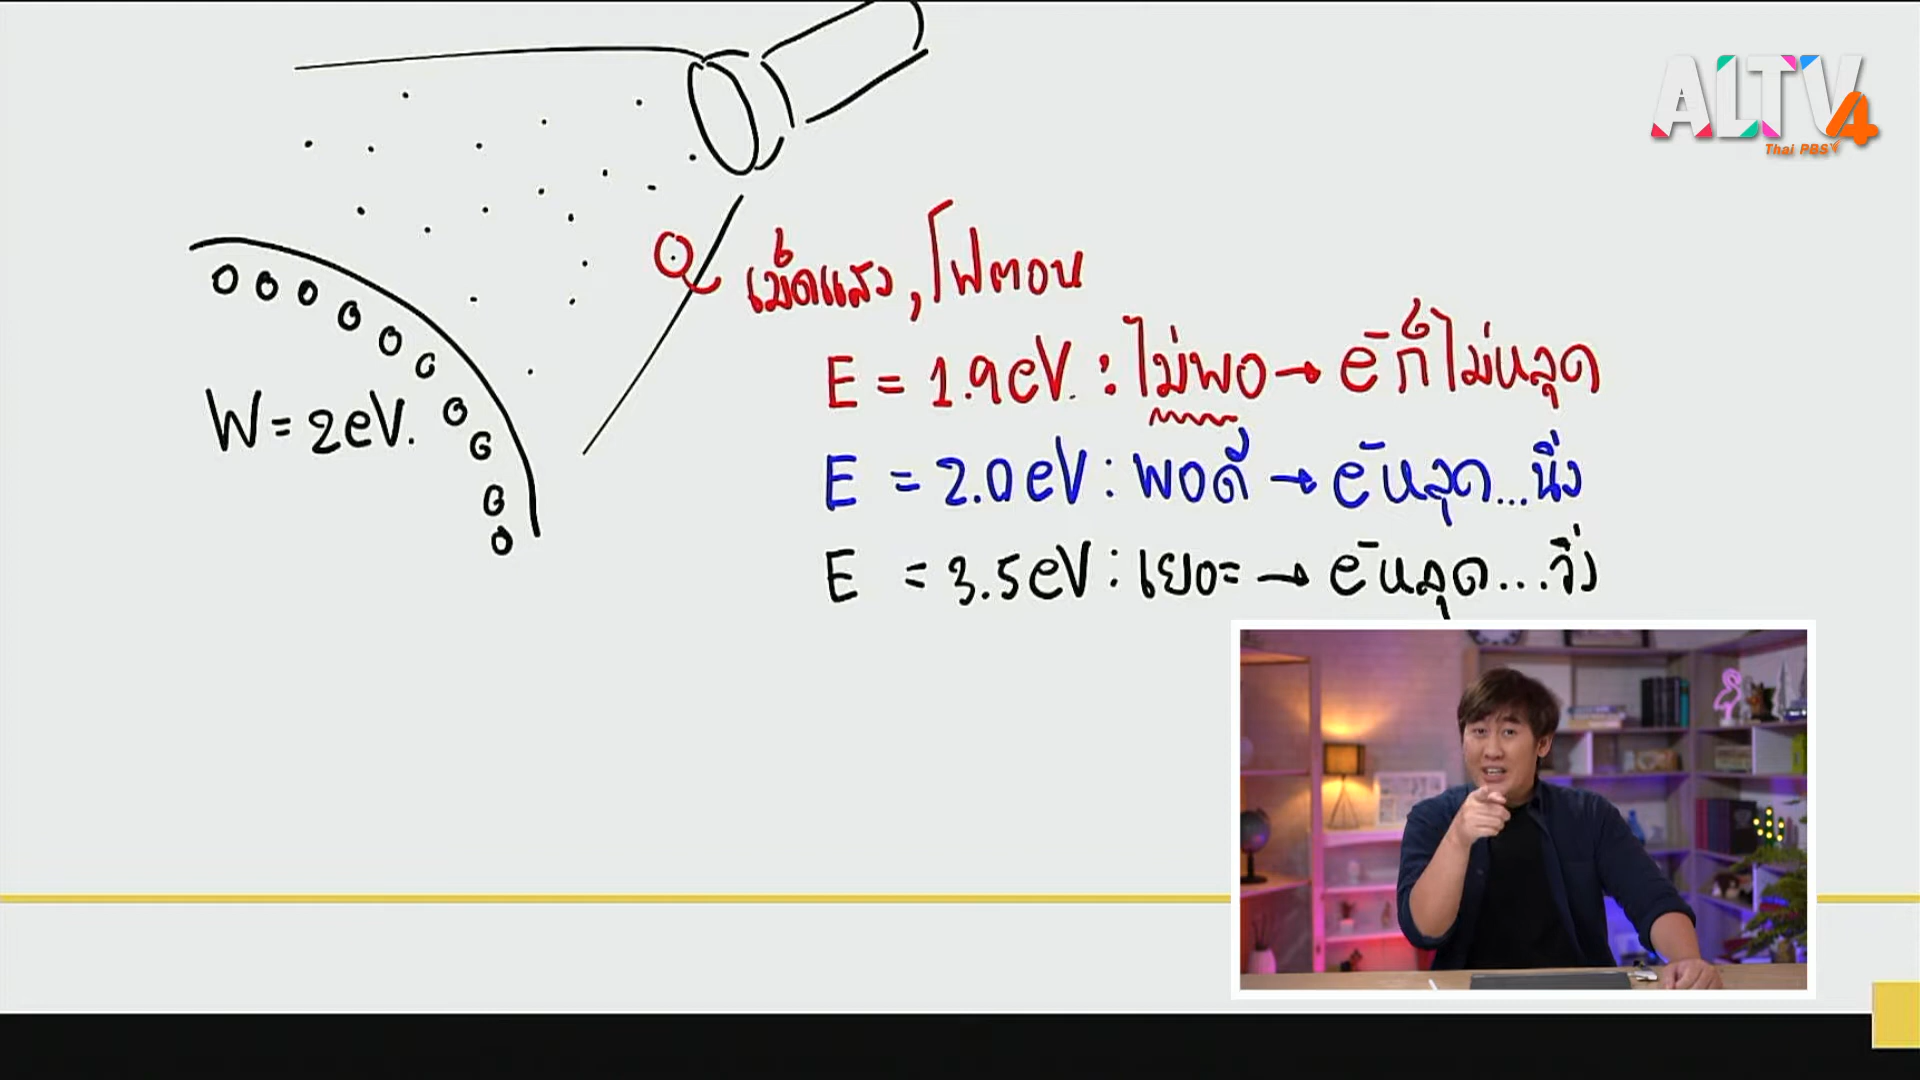 ALTV4
Thai PBS
เม็ดแสง, โฟตอน
E = 1.9eV. : ไม่พอ → e⁻ ก็ไม่หลุด
W = 2eV.
E = 2.0eV : พอดี → e⁻ หลุด...นิ่ง
E = 3.5eV : เยอะ → e⁻ หลุด...วิ่ง